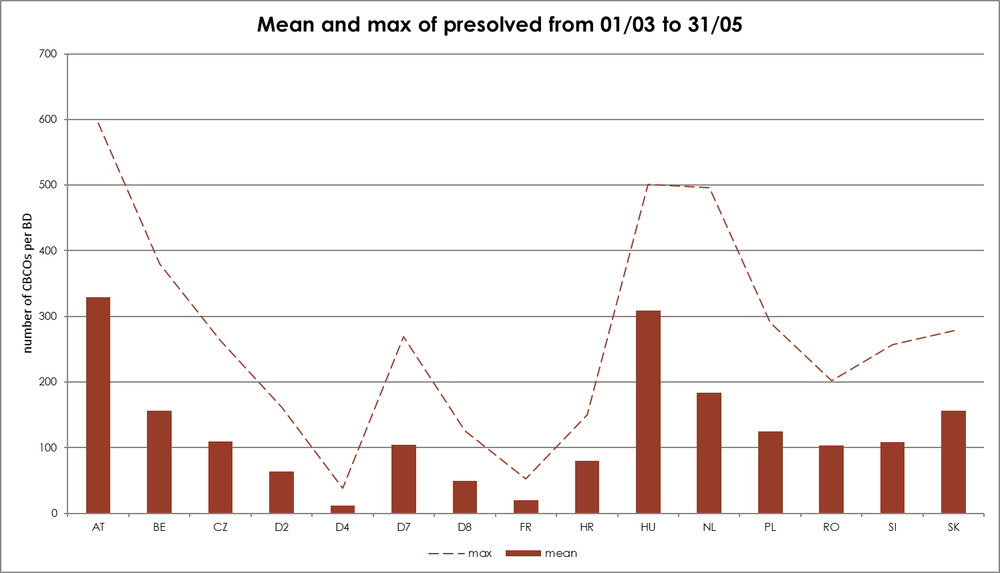 Mean and max of presolved from 01/03 to 31/05
number of CBCOs per BD
700
600
500
400
300
200
100
0
AT BE CZ D2 D4 D7 D8 FR HR HU NL PL RO SI SK
max mean